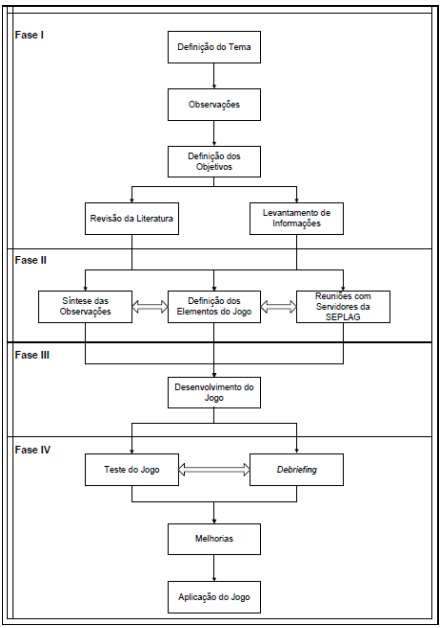 Fase I
Definição do Tema
Observações
Definição dos
Objetivos
Revisão da Literatura
Levantamento de
Informações
Fase II
Síntese das
Observações
Definição dos
Elementos do Jogo
Reuniões com
Servidores da
SEPLAG
Fase III
Desenvolvimento do
Jogo
Fase IV
Teste do Jogo
Debriefing
Melhorias
Aplicação do Jogo